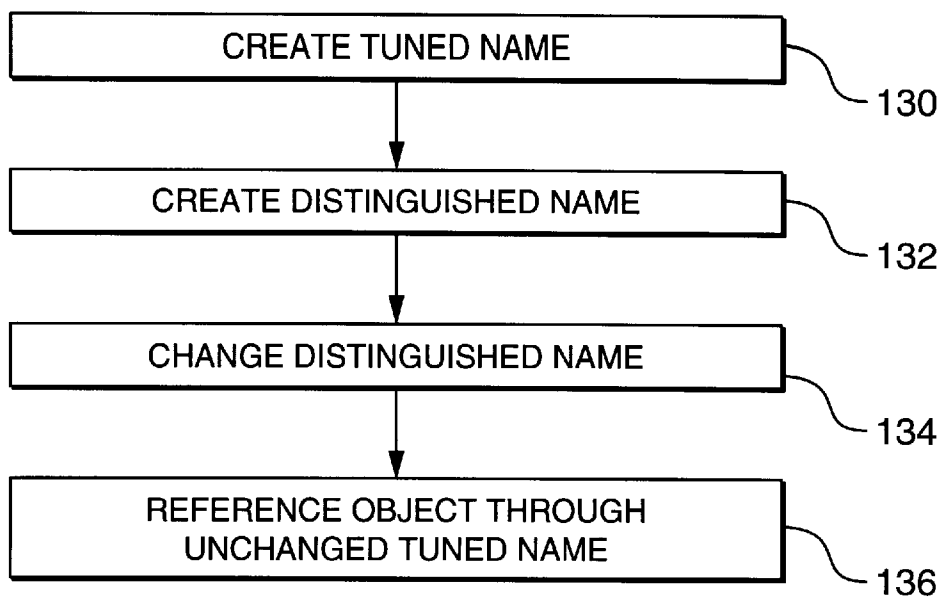 CREATE TUNED NAME
130
CREATE DISTINGUISHED NAME
132
CHANGE DISTINGUISHED NAME
134
REFERENCE OBJECT THROUGH
UNCHANGED TUNED NAME
136